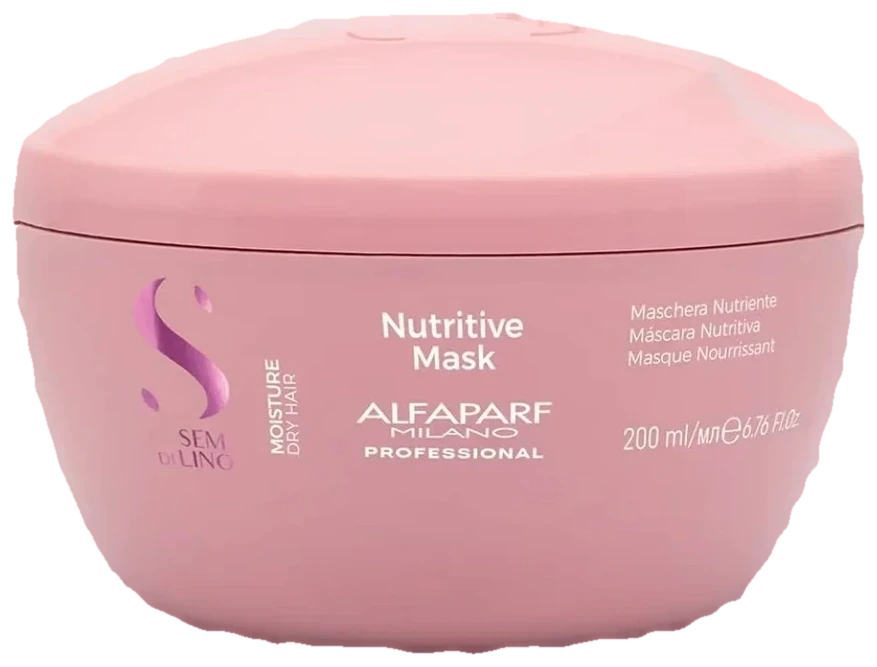 SEM
DI LINO
MOISTURE
DRY HAIR
Nutritive
Mask
ALFAPARF
MILANO
PROFESSIONAL
Maschera Nutriente
Máscara Nutritiva
Masque Nourrissant
200 ml/мл℮6.76 Fl.Oz.